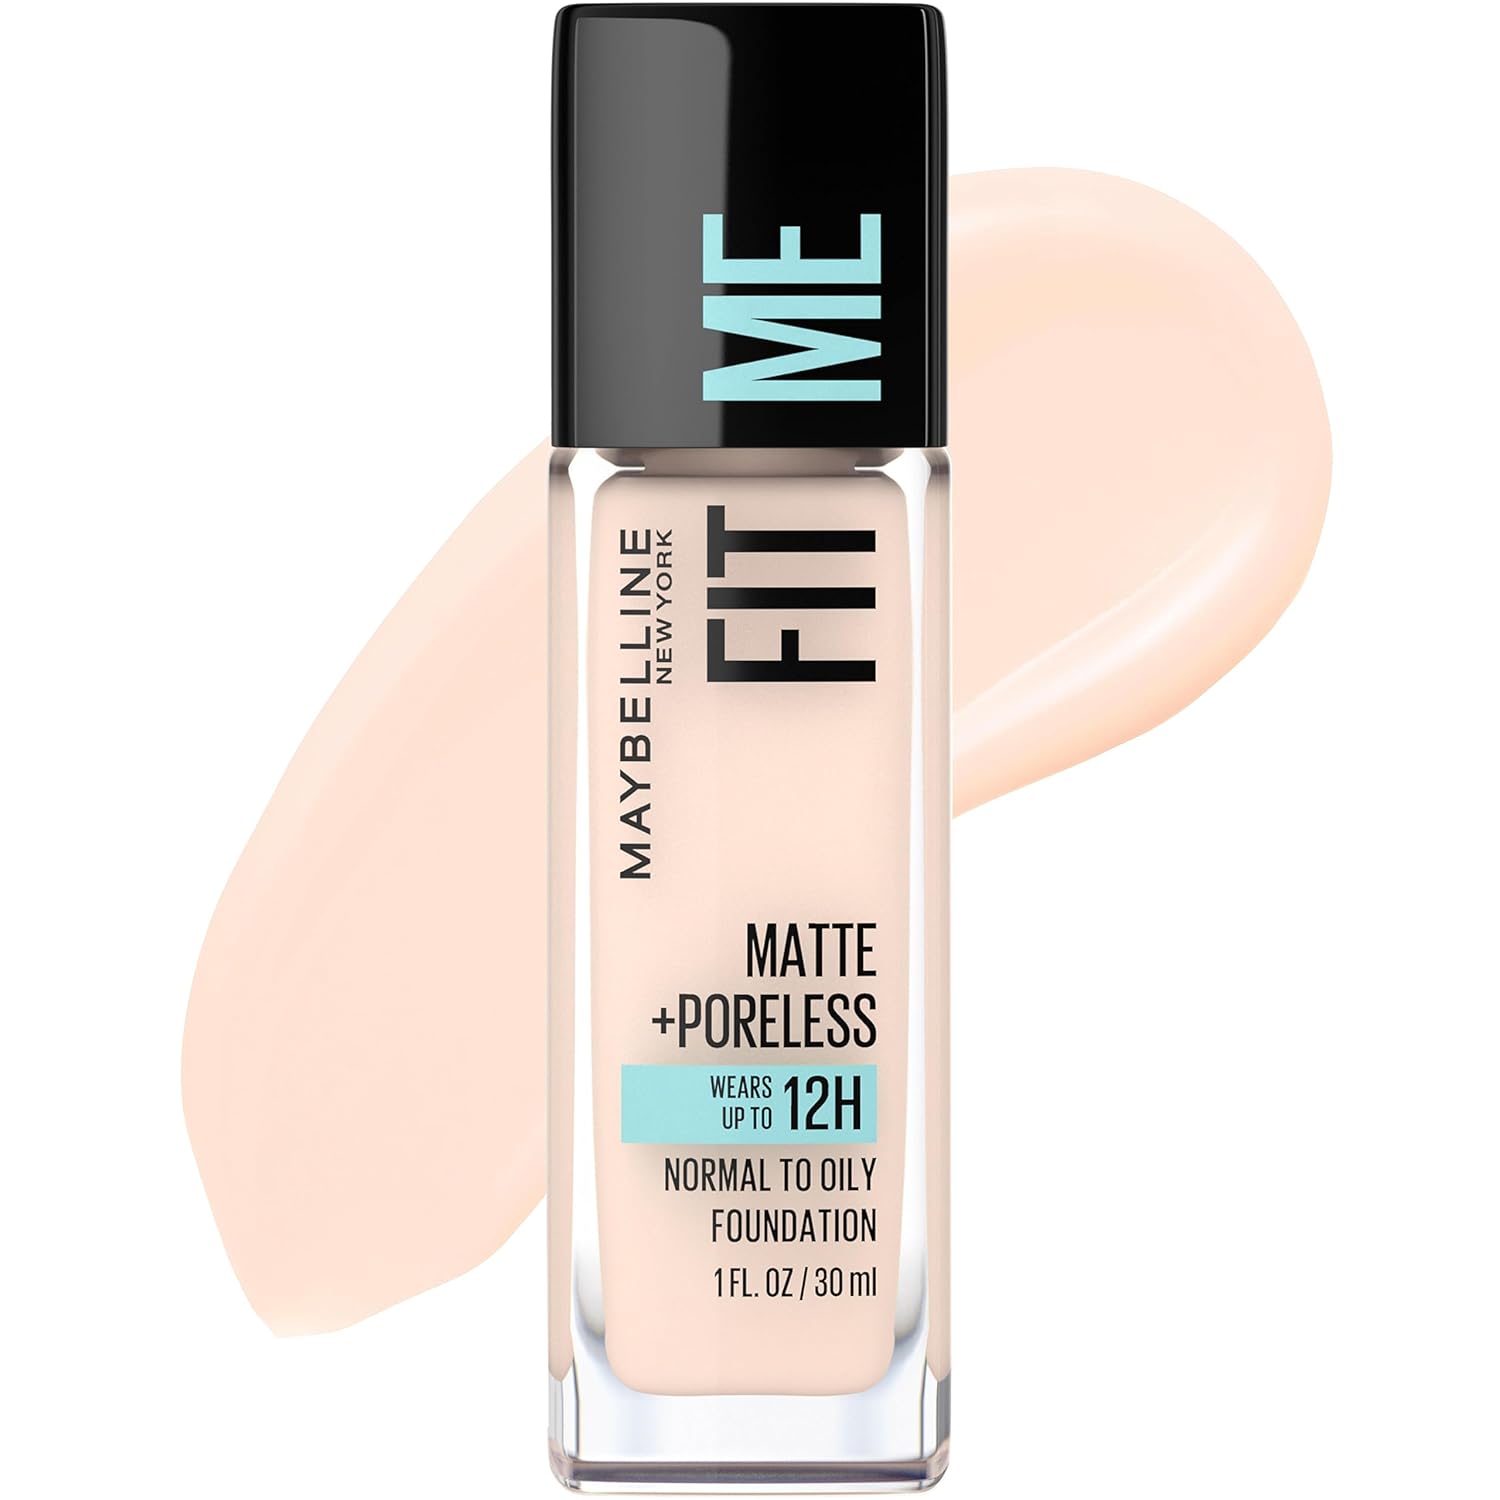 FIT ME
MAYBELLINE
NEW YORK
MATTE
+PORELESS
WEARS
UP TO 12H
NORMAL TO OILY
FOUNDATION
1 FL. OZ / 30 ml